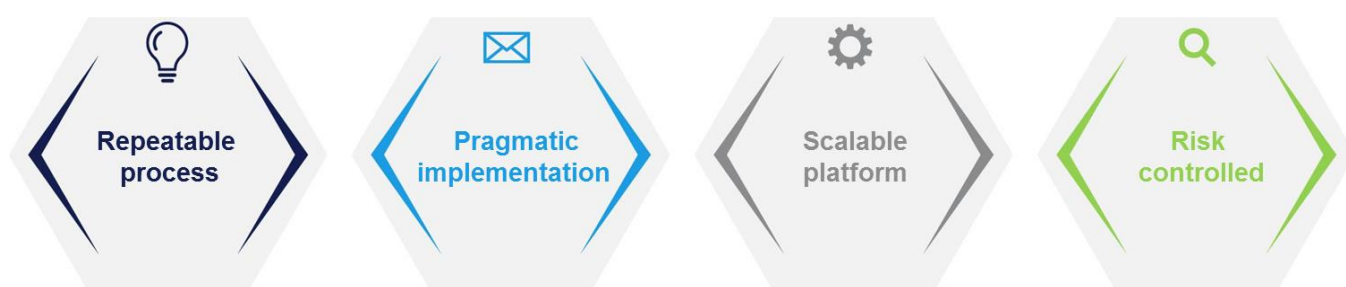 Repeatable
process
Pragmatic
implementation
Scalable
platform
Risk
controlled